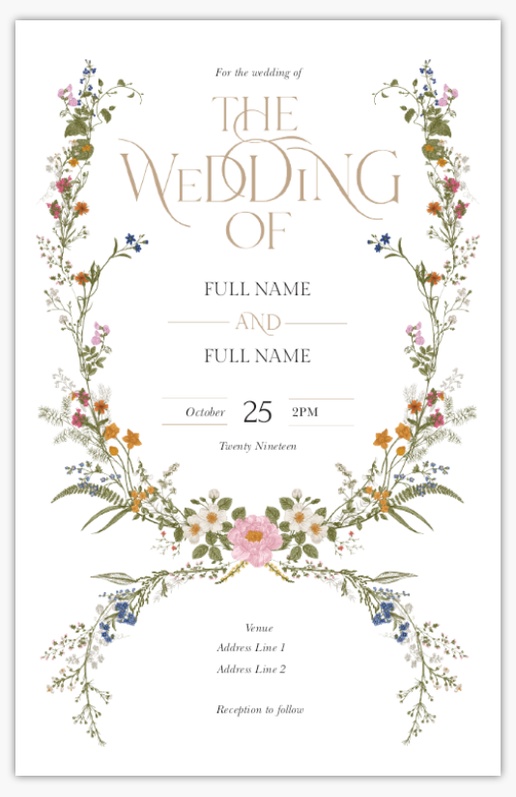 For the wedding of
THE
WEDDING
OF
FULL NAME
AND
FULL NAME
October 25 2PM
Twenty Nineteen
Venue
Address Line 1
Address Line 2
Reception to follow